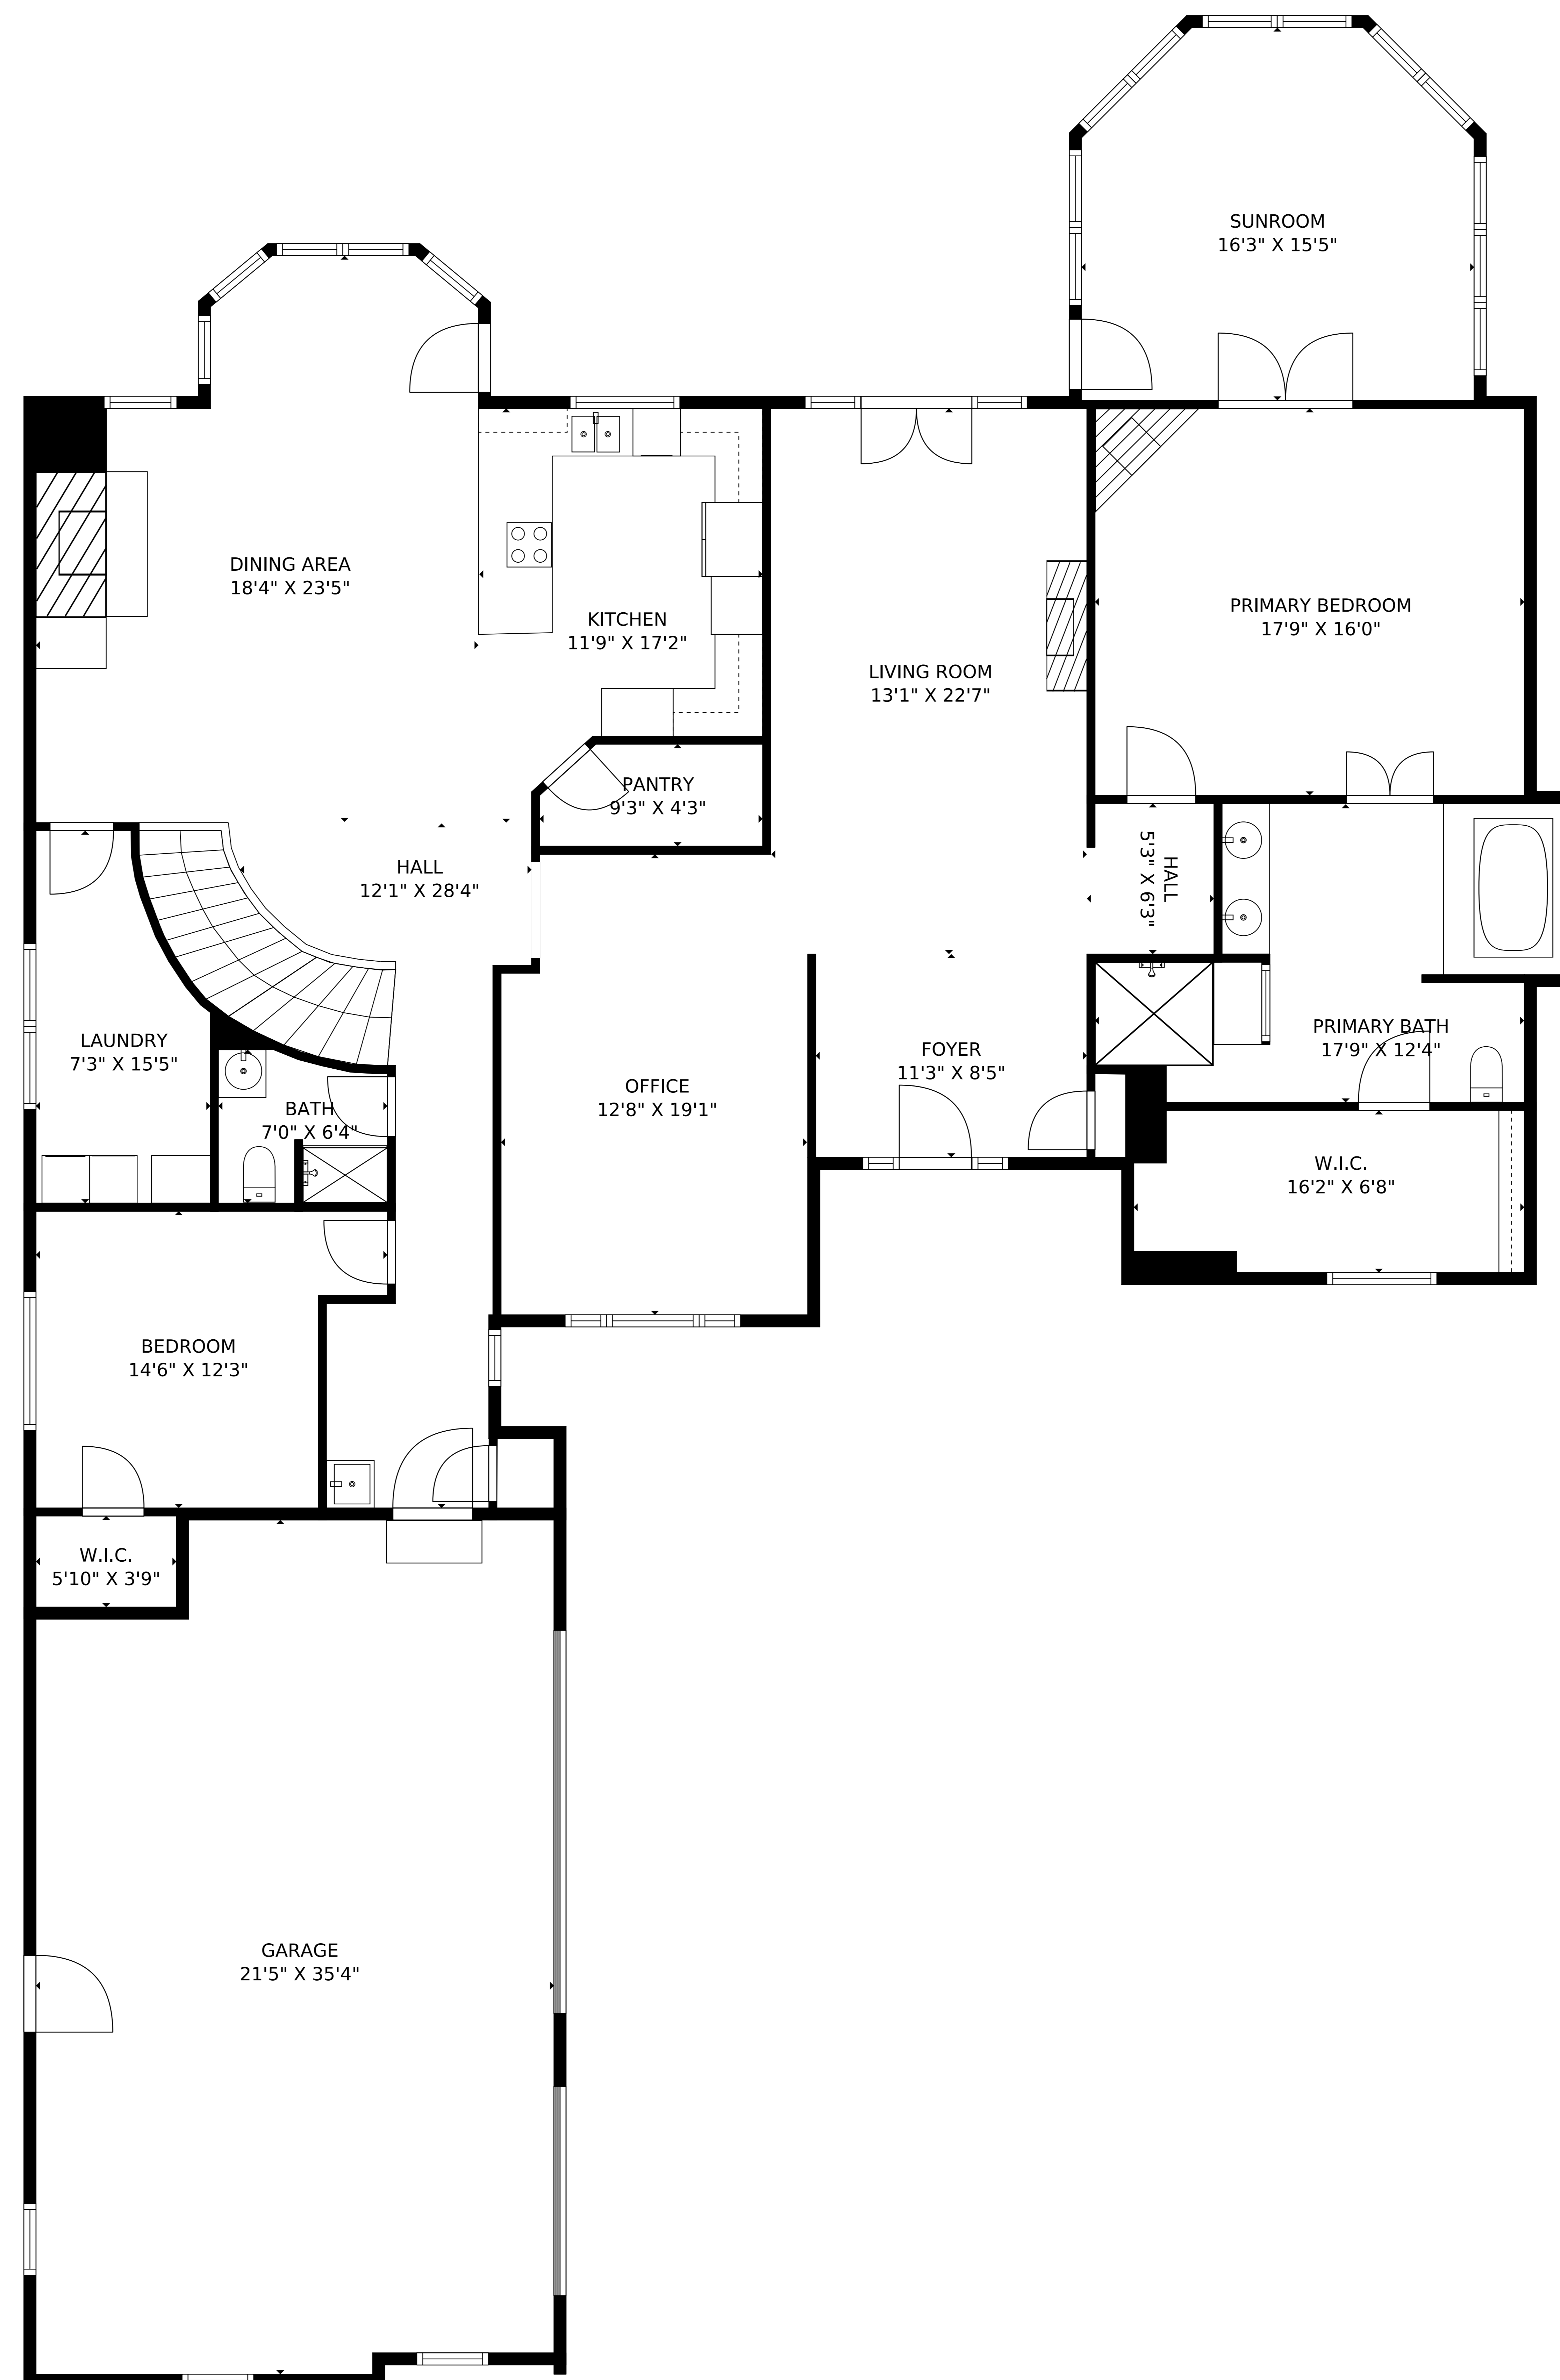 SUNROOM
16'3" X 15'5"
DINING AREA
18'4" X 23'5"
KITCHEN
11'9" X 17'2"
PRIMARY BEDROOM
17'9" X 16'0"
LIVING ROOM
13'1" X 22'7"
PANTRY
9'3" X 4'3"
HALL
12'1" X 28'4"
HALL
5'3" X 6'3"
LAUNDRY
7'3" X 15'5"
PRIMARY BATH
17'9" X 12'4"
FOYER
11'3" X 8'5"
OFFICE
12'8" X 19'1"
BATH
7'0" X 6'4"
W.I.C.
16'2" X 6'8"
BEDROOM
14'6" X 12'3"
W.I.C.
5'10" X 3'9"
GARAGE
21'5" X 35'4"